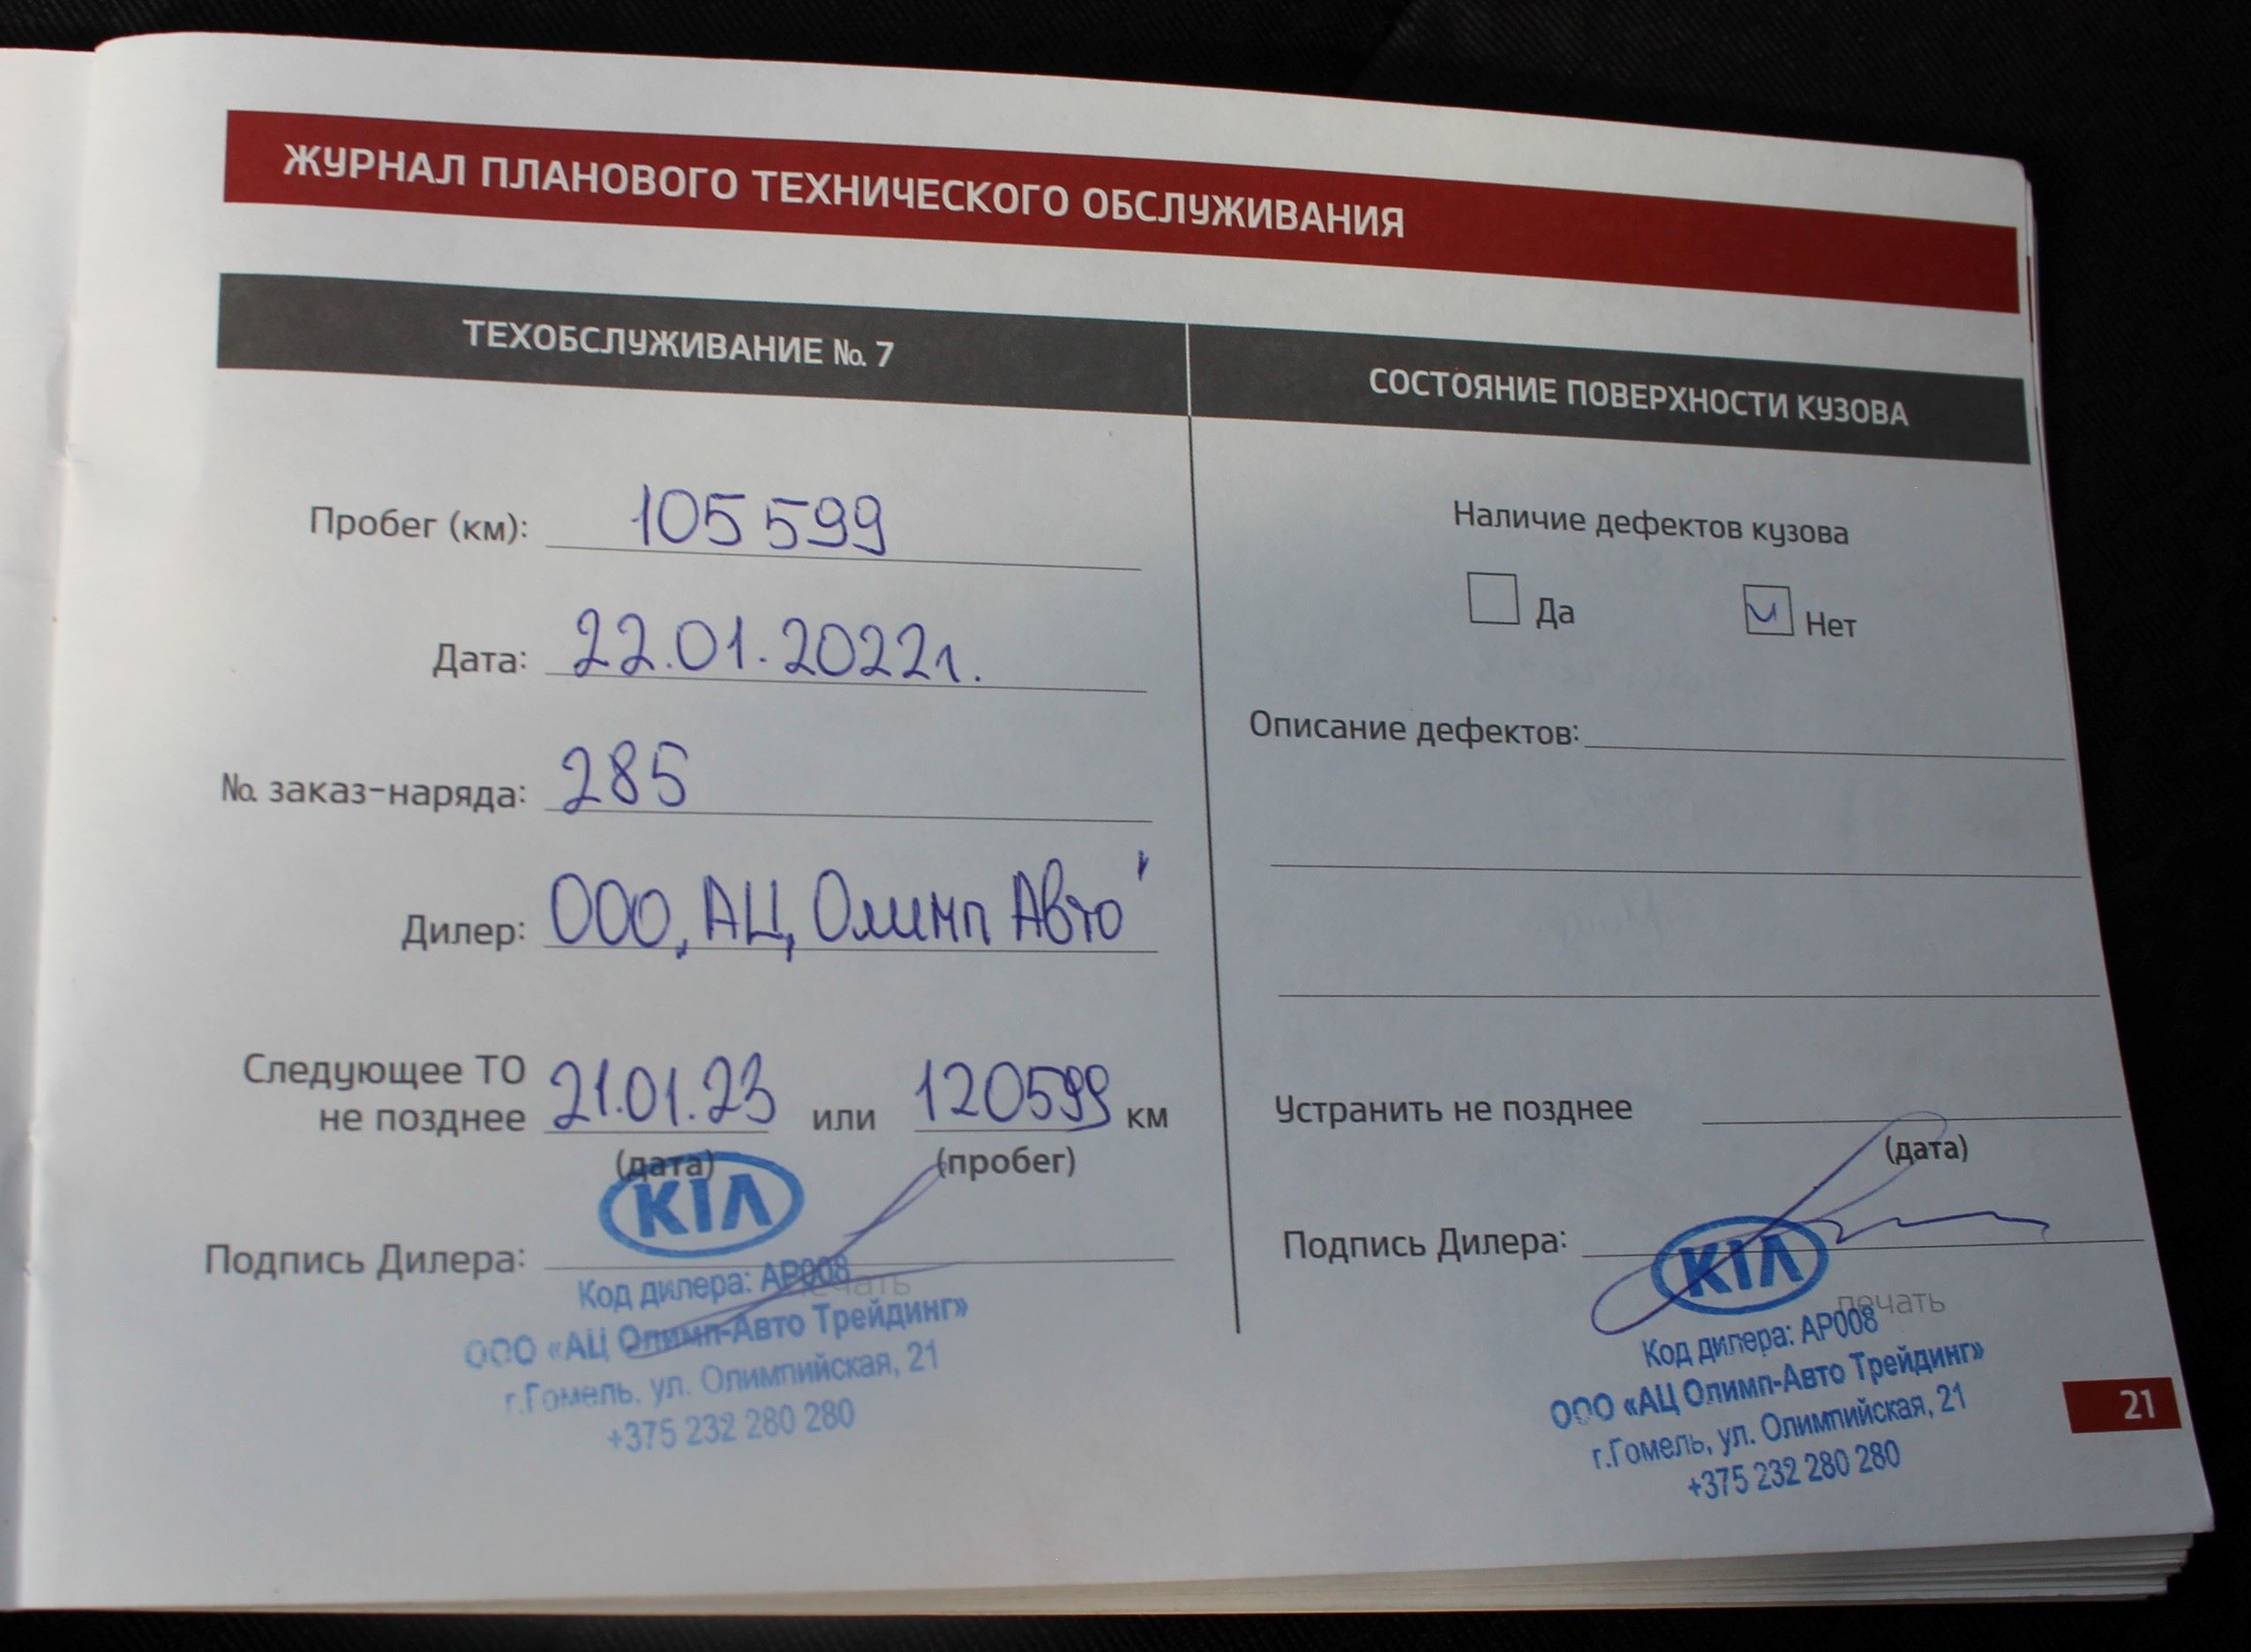 ЖУРНАЛ ПЛАНОВОГО ТЕХНИЧЕСКОГО ОБСЛУЖИВАНИЯ
ТЕХОБСЛУЖИВАНИЕ №. 7
Пробег (км): 105 599
Дата: 22.01.2022г.
№. заказ-наряда: 285
Дилер: ООО „АЦ „Олимп Авто"
Следующее ТО
не позднее 21.01.23 или 120599 км
(дата) (пробег)
KIA
Подпись Дилера:
печать
Код дилера: АР008
ООО «АЦ Олимп-Авто Трейдинг»
г.Гомель, ул. Олимпийская, 21
+375 232 280 280
СОСТОЯНИЕ ПОВЕРХНОСТИ КУЗОВА
Наличие дефектов кузова
Да Нет
Описание дефектов:
Устранить не позднее
(дата)
Подпись Дилера:
KIA
печать
Код дилера: АР008
ООО «АЦ Олимп-Авто Трейдинг»
г.Гомель, ул. Олимпийская, 21
+375 232 280 280
21